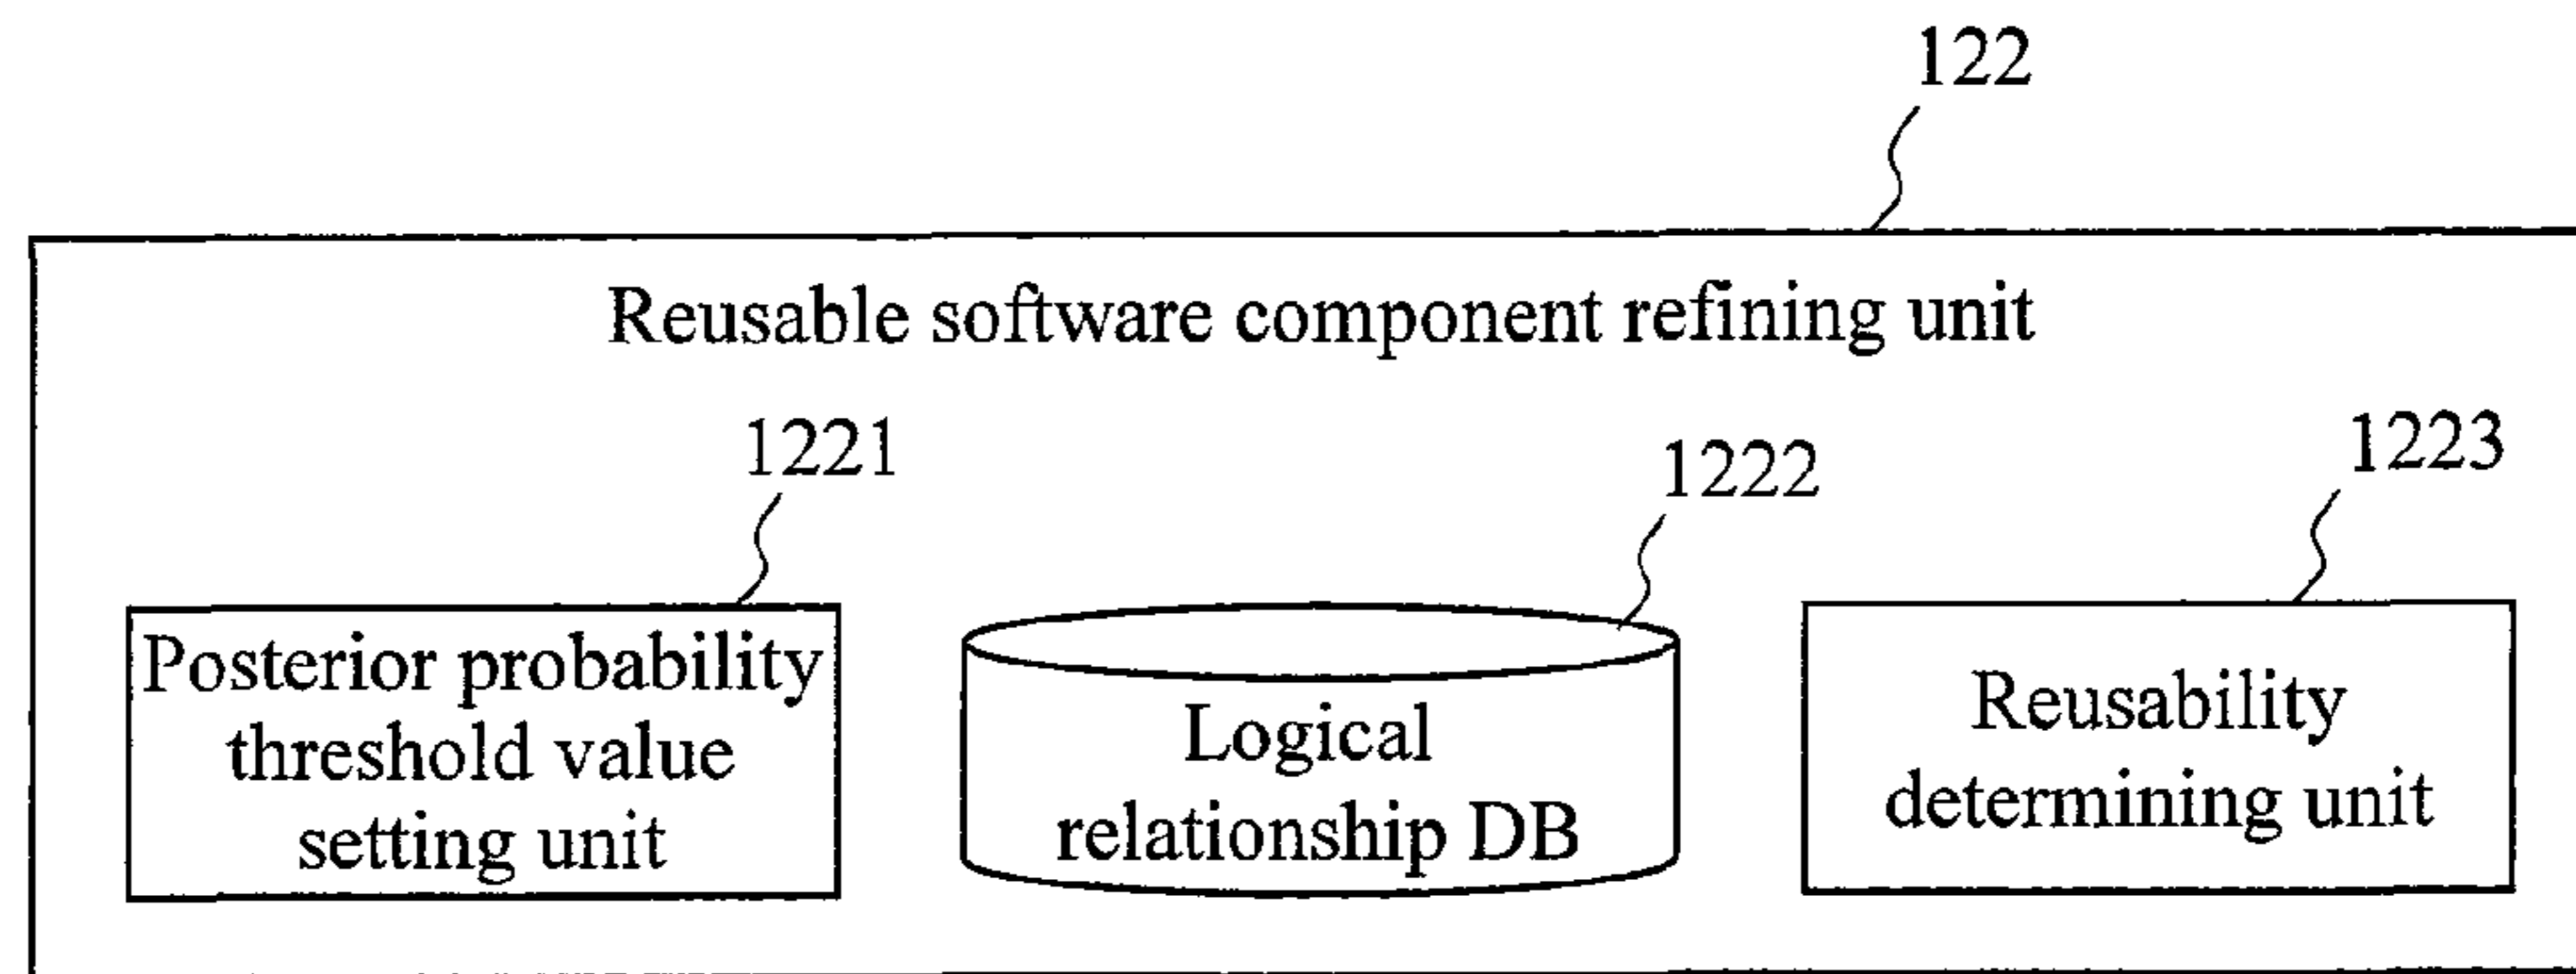 122
Reusable software component refining unit
1221
1222
1223
Posterior probability
threshold value
setting unit
Logical
relationship DB
Reusability
determining unit